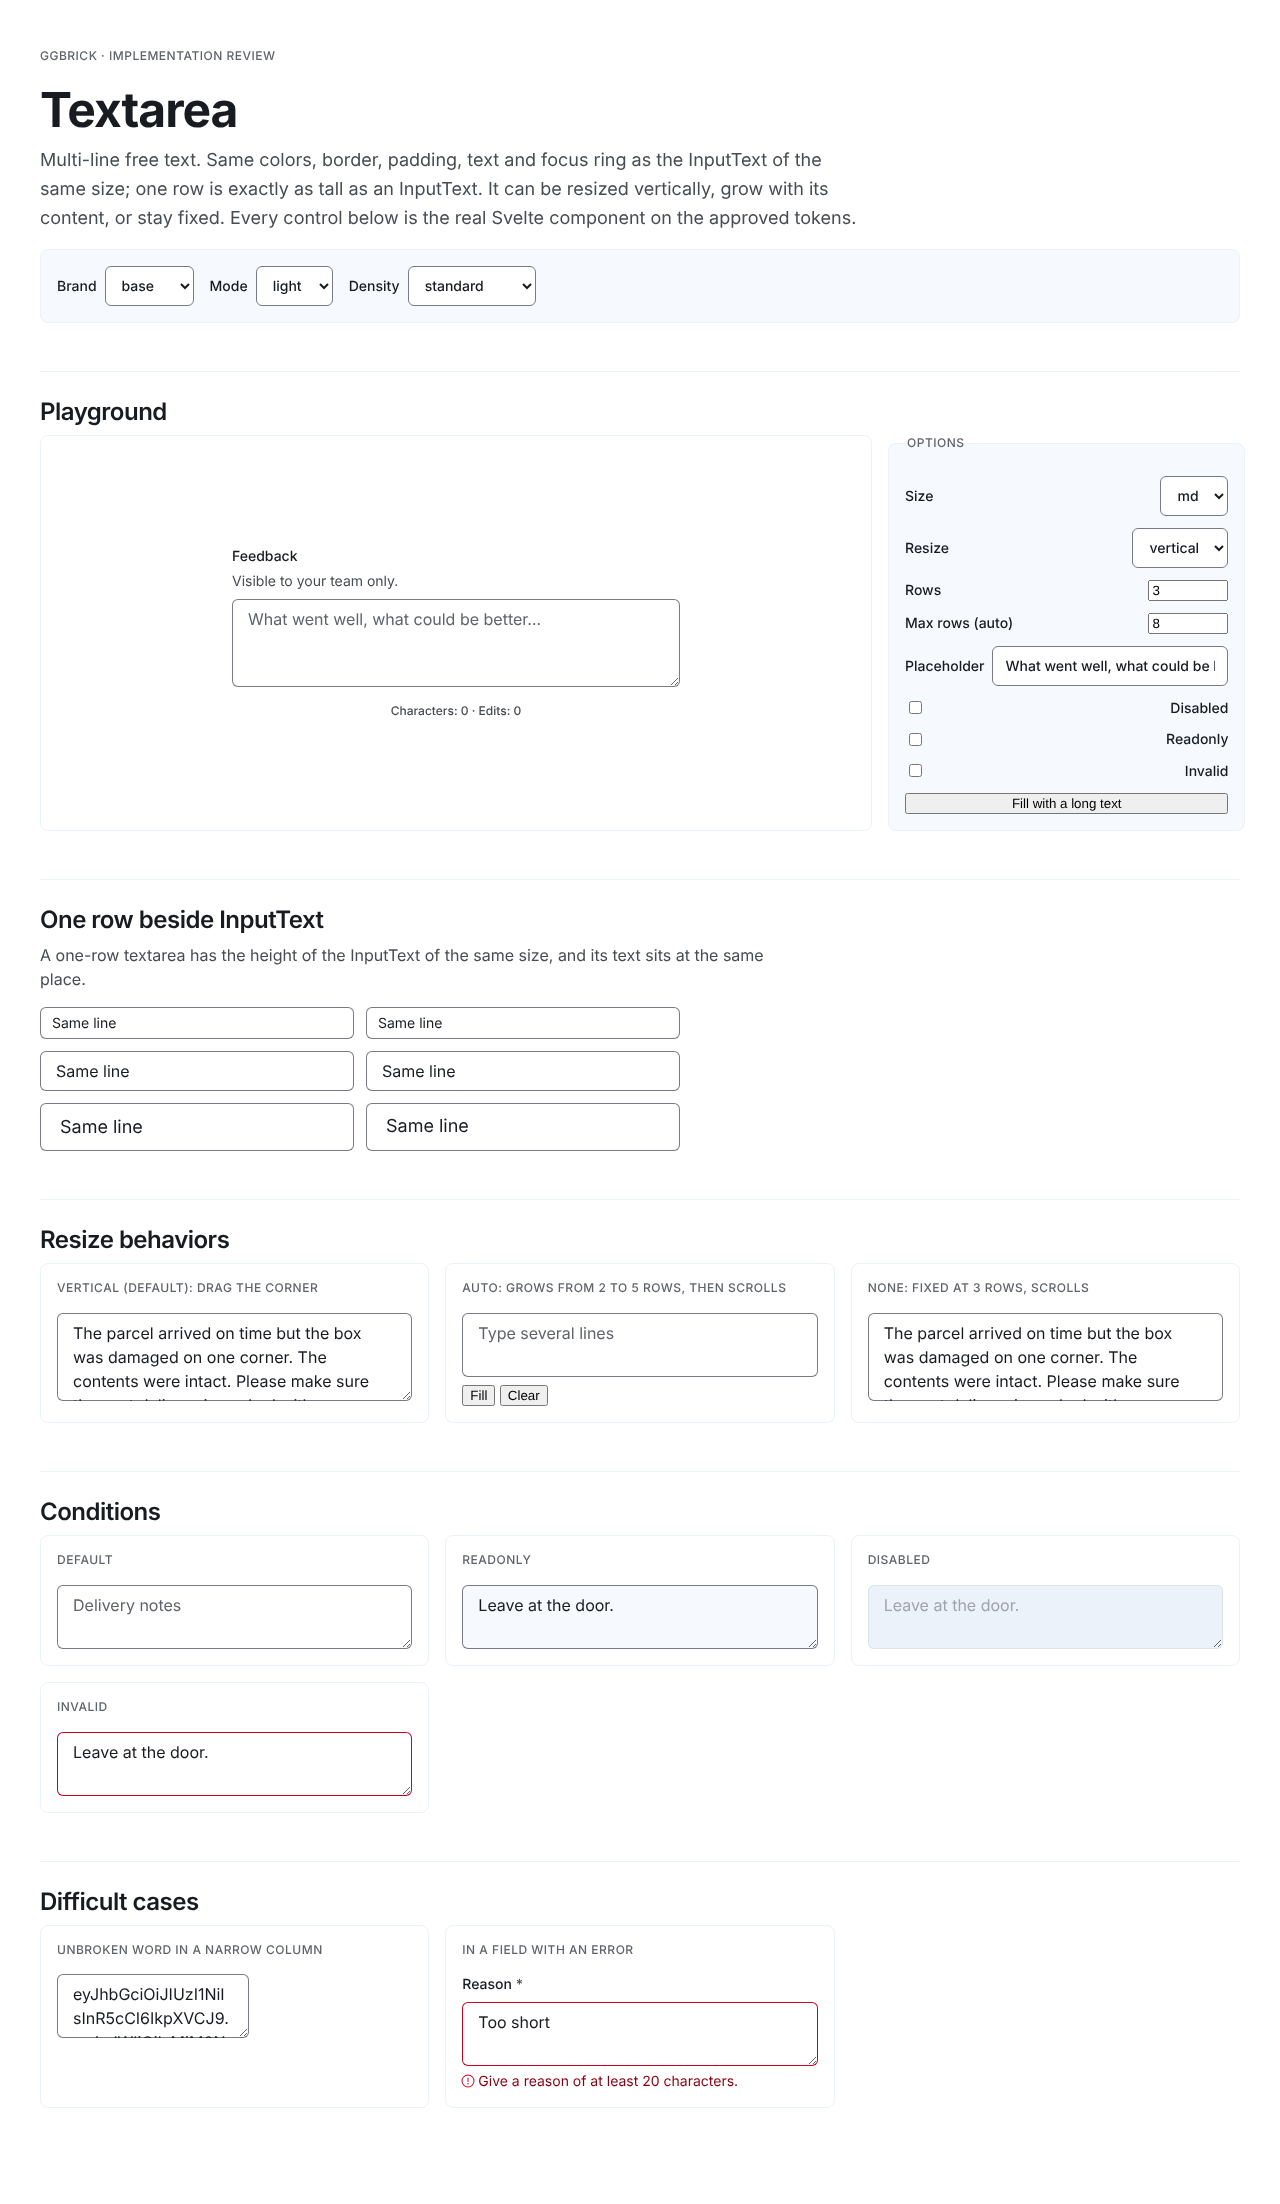 GGBRICK · IMPLEMENTATION REVIEW
Textarea
Multi-line free text. Same colors, border, padding, text and focus ring as the InputText of the
same size; one row is exactly as tall as an InputText. It can be resized vertically, grow with its
content, or stay fixed. Every control below is the real Svelte component on the approved tokens.
Brand base Mode light Density standard
Playground
OPTIONS
Size md
Resize vertical
Rows 3
Max rows (auto) 8
Placeholder What went well, what could be
Disabled
Readonly
Invalid
Fill with a long text
Feedback
Visible to your team only.
What went well, what could be better…
Characters: 0 · Edits: 0
One row beside InputText
A one-row textarea has the height of the InputText of the same size, and its text sits at the same
place.
Same line Same line
Same line Same line
Same line Same line
Resize behaviors
VERTICAL (DEFAULT): DRAG THE CORNER
The parcel arrived on time but the box
was damaged on one corner. The
contents were intact. Please make sure
AUTO: GROWS FROM 2 TO 5 ROWS, THEN SCROLLS
Type several lines
Fill Clear
NONE: FIXED AT 3 ROWS, SCROLLS
The parcel arrived on time but the box
was damaged on one corner. The
contents were intact. Please make sure
Conditions
DEFAULT
Delivery notes
READONLY
Leave at the door.
DISABLED
Leave at the door.
INVALID
Leave at the door.
Difficult cases
UNBROKEN WORD IN A NARROW COLUMN
IN A FIELD WITH AN ERROR
Reason *
Too short
Give a reason of at least 20 characters.